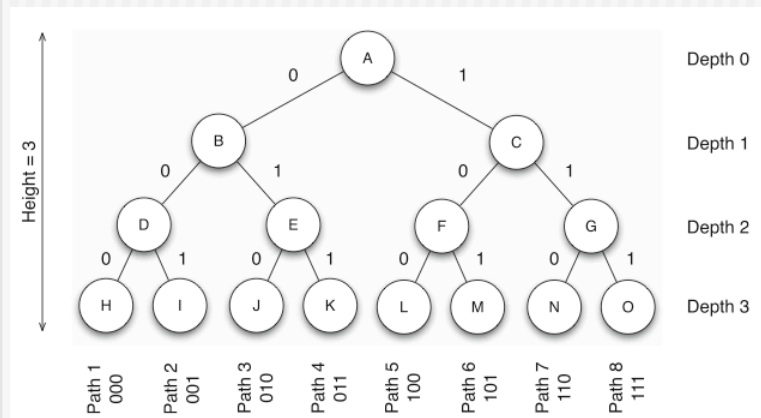 Height = 3
A
Depth 0
0
1
B
C
Depth 1
0
1
0
1
D
E
F
G
Depth 2
0
1
0
1
0
1
0
1
H
I
J
K
L
M
N
O
Depth 3
Path 1
000
Path 2
001
Path 3
010
Path 4
011
Path 5
100
Path 6
101
Path 7
110
Path 8
111